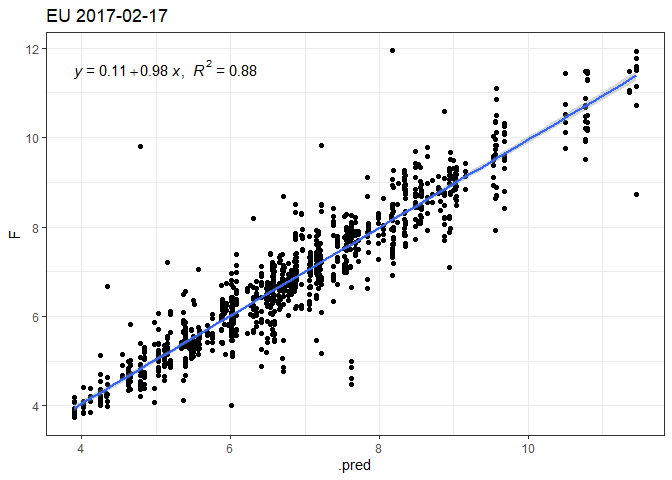 EU 2017-02-17
y = 0.11 + 0.98 x, R² = 0.88
12
10
8
6
4
F
4 6 8 10
.pred